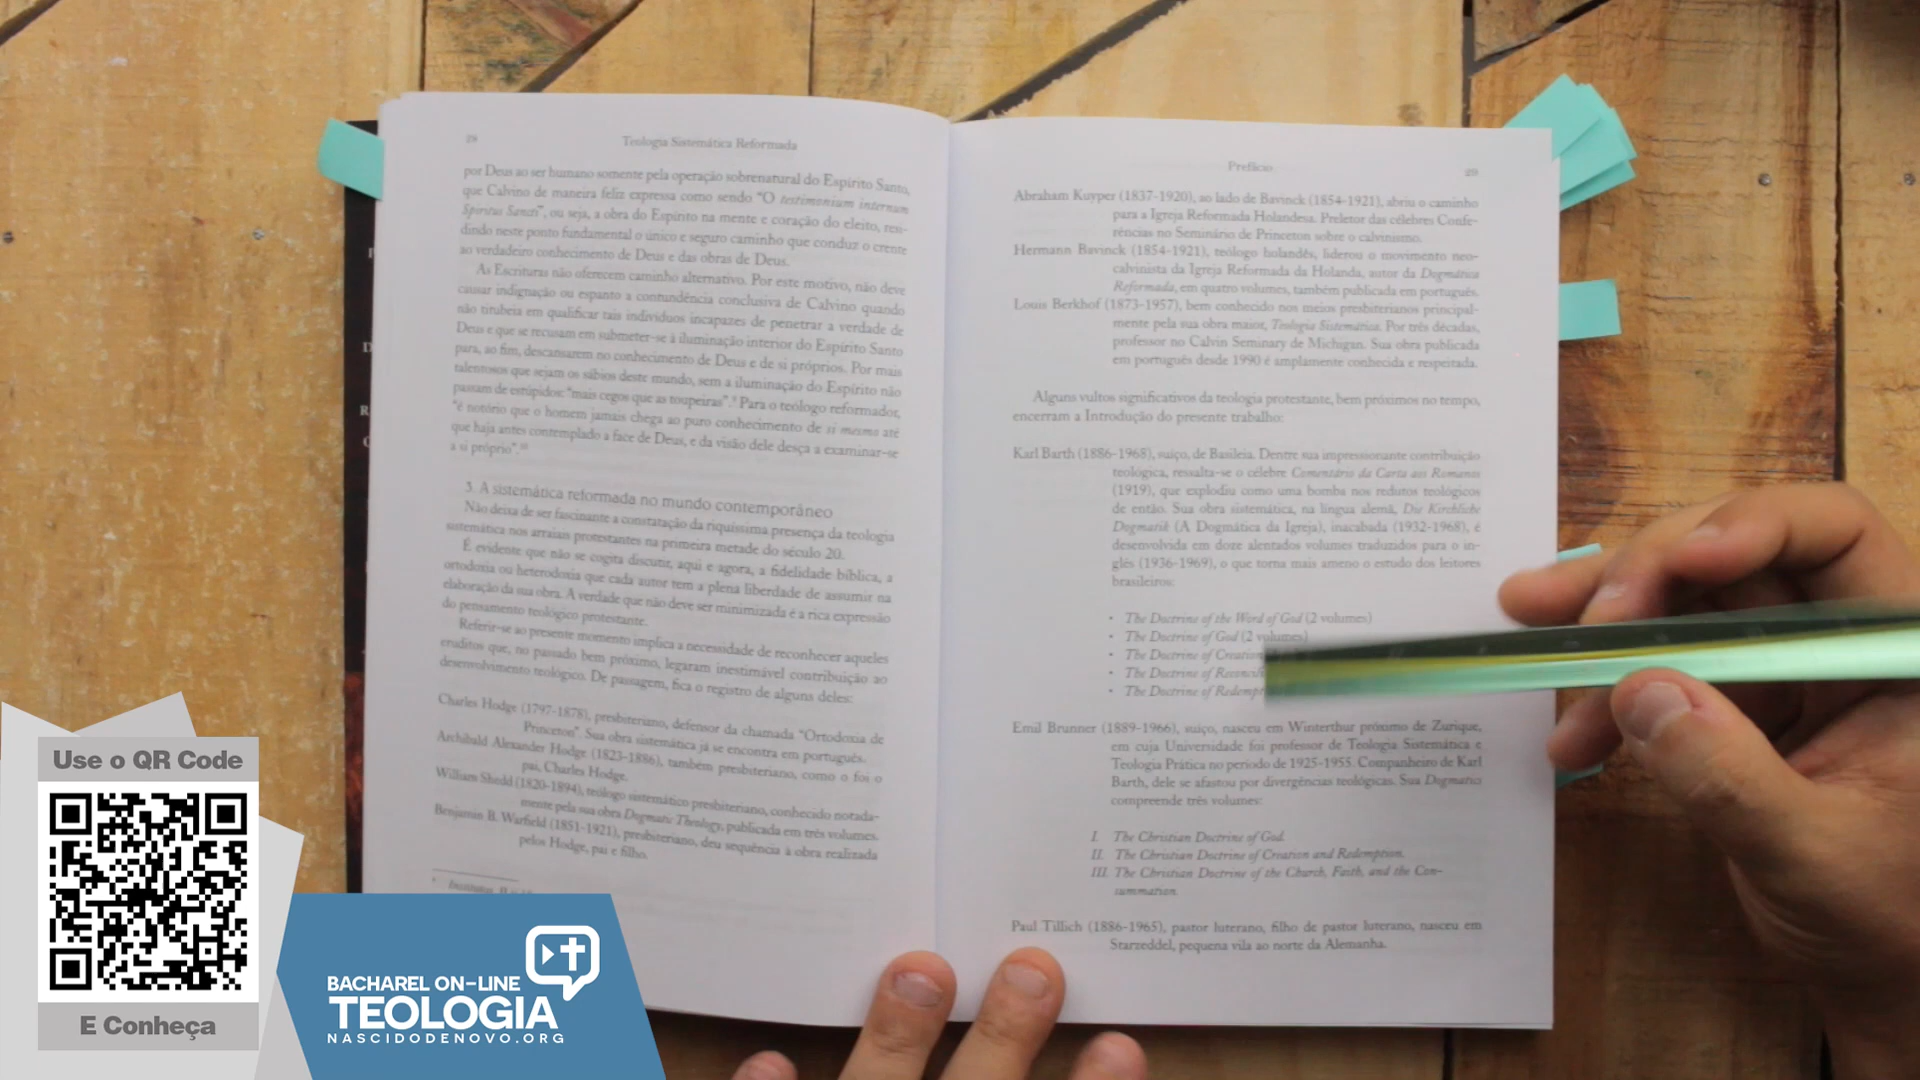 28 Teologia Sistemática Reformada
por Deus ao ser humano somente pela operação sobrenatural do Espírito Santo,
que Calvino de maneira feliz expressa como sendo “O testimonium internum
Spiritus Sancti”, ou seja, a obra do Espírito na mente e coração do eleito, resi-
dindo neste ponto fundamental o único e seguro caminho que conduz o crente
ao verdadeiro conhecimento de Deus e das obras de Deus.
As Escrituras não oferecem caminho alternativo. Por este motivo, não deve
causar indignação ou espanto a contundência conclusiva de Calvino quando
não titubeia em qualificar tais indivíduos incapazes de penetrar a verdade de
Deus e que se recusam em submeter-se à iluminação interior do Espírito Santo
para, ao fim, descansarem no conhecimento de Deus e de si próprios. Por mais
talentosos que sejam os sábios deste mundo, sem a iluminação do Espírito não
passam de estúpidos: “mais cegos que as toupeiras”.⁹ Para o teólogo reformador,
“é notório que o homem jamais chega ao puro conhecimento de si mesmo até
que haja antes contemplado a face de Deus, e da visão dele desça a examinar-se
a si próprio”.¹⁰
3. A sistemática reformada no mundo contemporâneo
Não deixa de ser fascinante a constatação da riquíssima presença da teologia
sistemática nos arraiais protestantes na primeira metade do século 20.
É evidente que não se cogita discutir, aqui e agora, a fidelidade bíblica, a
ortodoxia ou heterodoxia que cada autor tem a plena liberdade de assumir na
elaboração da sua obra. A verdade que não deve ser minimizada é a rica expressão
do pensamento teológico protestante.
Referir-se ao presente momento implica a necessidade de reconhecer aqueles
eruditos que, no passado bem próximo, legaram inestimável contribuição ao
desenvolvimento teológico. De passagem, fica o registro de alguns deles:
Charles Hodge (1797-1878), presbiteriano, defensor da chamada “Ortodoxia de
Princeton”. Sua obra sistemática já se encontra em português.
Archibald Alexander Hodge (1823-1886), também presbiteriano, como o foi o
pai, Charles Hodge.
William Shedd (1820-1894), teólogo sistemático presbiteriano, conhecido notada-
mente pela sua obra Dogmatic Theology, publicada em três volumes.
Benjamin B. Warfield (1851-1921), presbiteriano, deu sequência à obra realizada
pelos Hodge, pai e filho.
Prefácio 29
Abraham Kuyper (1837-1920), ao lado de Bavinck (1854-1921), abriu o caminho
para a Igreja Reformada Holandesa. Preletor das célebres Confe-
rências no Seminário de Princeton sobre o calvinismo.
Hermann Bavinck (1854-1921), teólogo holandês, liderou o movimento neo-
calvinista da Igreja Reformada da Holanda, autor da Dogmática
Reformada, em quatro volumes, também publicada em português.
Louis Berkhof (1873-1957), bem conhecido nos meios presbiterianos principal-
mente pela sua obra maior, Teologia Sistemática. Por três décadas,
professor no Calvin Seminary de Michigan. Sua obra publicada
em português desde 1990 é amplamente conhecida e respeitada.
Alguns vultos significativos da teologia protestante, bem próximos no tempo,
encerram a Introdução do presente trabalho:
Karl Barth (1886-1968), suíço, de Basileia. Dentre sua impressionante contribuição
teológica, ressalta-se o célebre Comentário da Carta aos Romanos
(1919), que explodiu como uma bomba nos redutos teológicos
de então. Sua obra sistemática, na língua alemã, Die Kirchliche
Dogmatik (A Dogmática da Igreja), inacabada (1932-1968), é
desenvolvida em doze alentados volumes traduzidos para o in-
glês (1936-1969), o que torna mais ameno o estudo dos leitores
brasileiros:
• The Doctrine of the Word of God (2 volumes)
• The Doctrine of God (2 volumes)
• The Doctrine of Creation
• The Doctrine of
• The Doctrine of
Emil Brunner (1889-1966), suíço, nasceu em Winterthur próximo de Zurique,
em cuja Universidade foi professor de Teologia Sistemática e
Teologia Prática no período de 1925-1955. Companheiro de Karl
Barth, dele se afastou por divergências teológicas. Sua Dogmatics
compreende três volumes:
I. The Christian Doctrine of God.
II. The Christian Doctrine of Creation and Redemption.
III. The Christian Doctrine of the Church, Faith, and the Con-
summation.
Paul Tillich (1886-1965), pastor luterano, filho de pastor luterano, nasceu em
Starzeddel, pequena vila ao norte da Alemanha.
Use o QR Code
E Conheça
BACHAREL ON-LINE
TEOLOGIA
NASCIDODENOVO.ORG